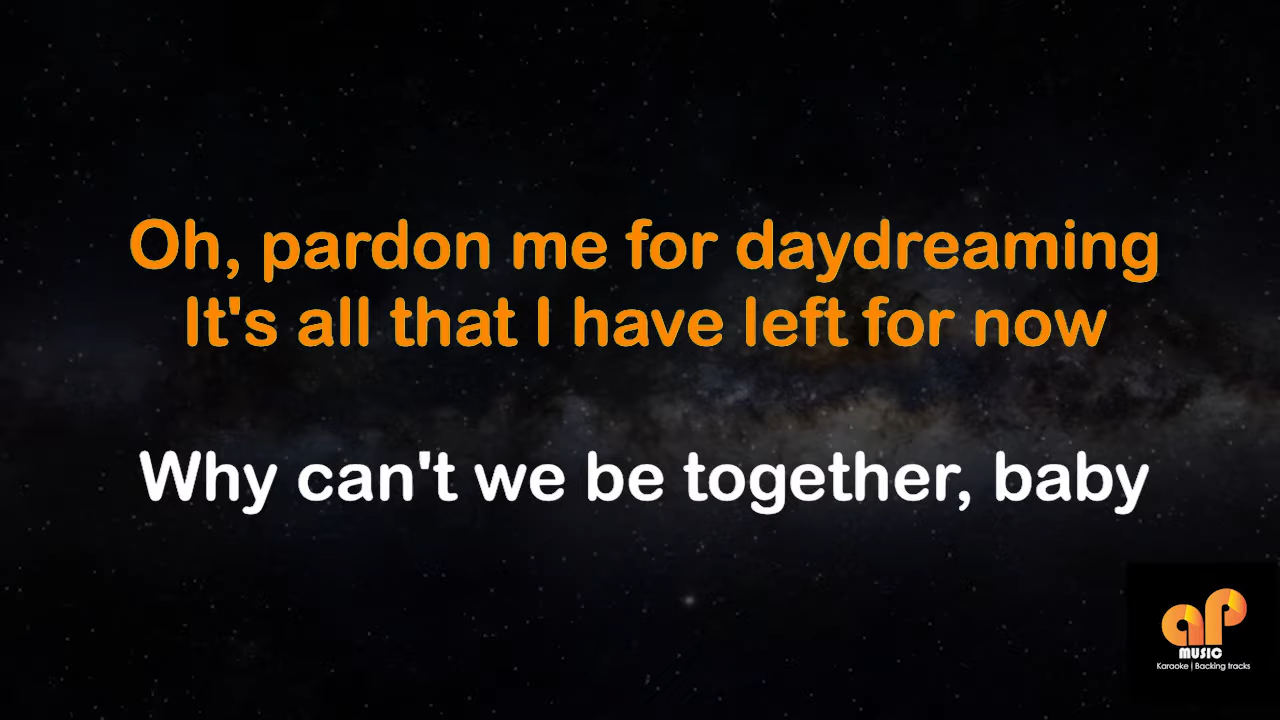 Oh, pardon me for daydreaming
It's all that I have left for now
Why can't we be together, baby
aP
MUSIC
Karaoke | Backing tracks